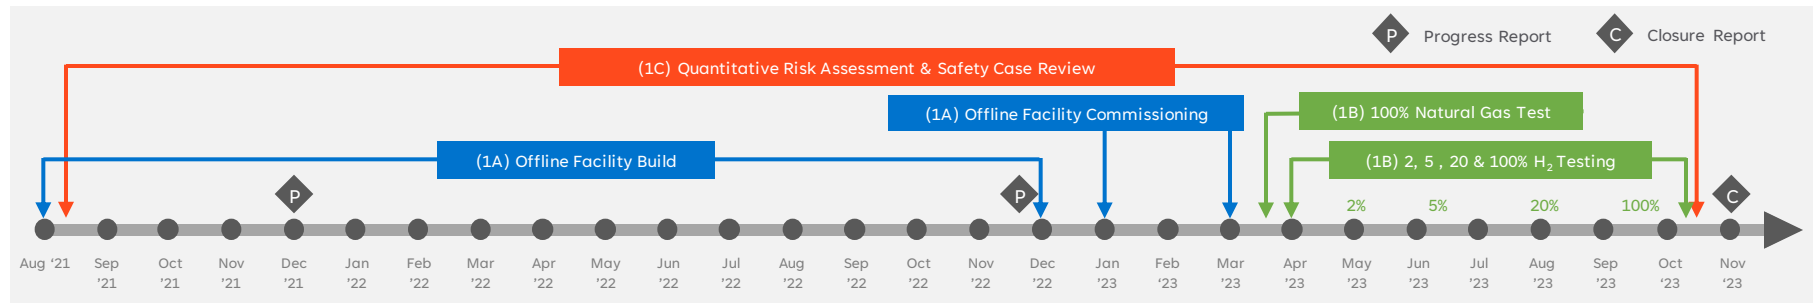 P Progress Report C Closure Report
(1C) Quantitative Risk Assessment & Safety Case Review
(1A) Offline Facility Commissioning
(1B) 100% Natural Gas Test
(1A) Offline Facility Build
(1B) 2, 5 , 20 & 100% H₂ Testing
P P C
2% 5% 20% 100%
Aug ‘21 Sep Oct Nov Dec Jan Feb Mar Apr May Jun Jul Aug Sep Oct Nov Dec Jan Feb Mar Apr May Jun Jul Aug Sep Oct Nov
’21 ’21 ’21 ’21 ’22 ’22 ’22 ’22 ’22 ’22 ’22 ’22 ’22 ’22 ’22 ’22 ’23 ‘23 ’23 ’23 ’23 ’23 ’23 ’23 ’23 ‘23 ‘23